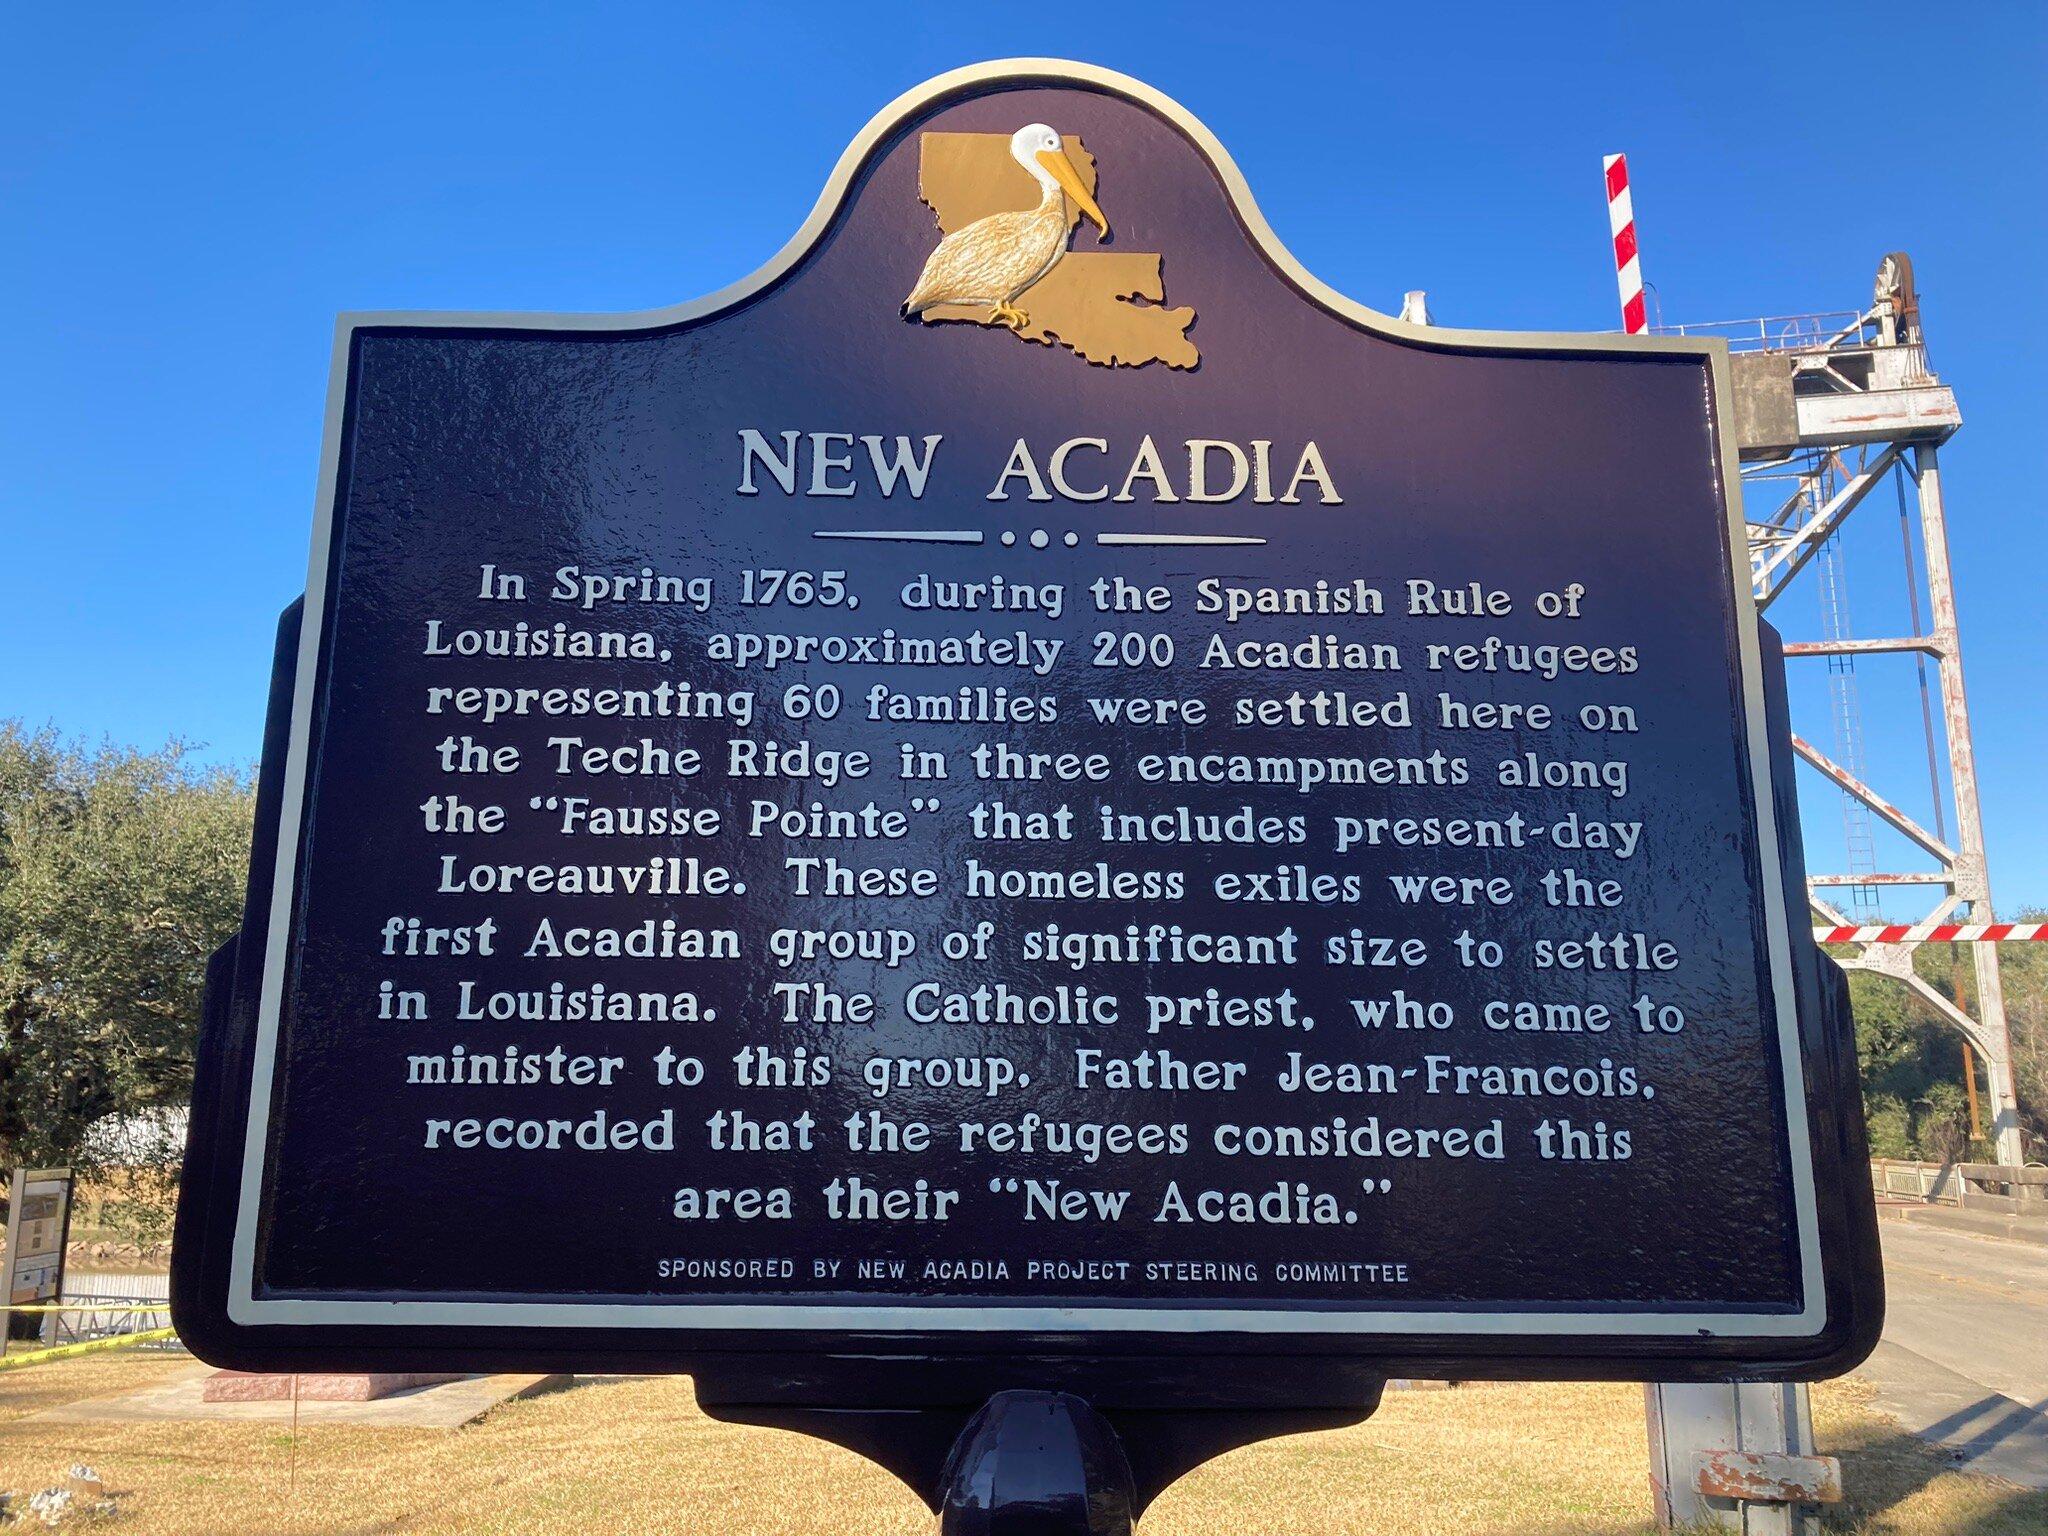 NEW ACADIA
In Spring 1765, during the Spanish Rule of
Louisiana, approximately 200 Acadian refugees
representing 60 families were settled here on
the Teche Ridge in three encampments along
the “Fausse Pointe” that includes present-day
Loreauville. These homeless exiles were the
first Acadian group of significant size to settle
in Louisiana. The Catholic priest, who came to
minister to this group, Father Jean-Francois,
recorded that the refugees considered this
area their “New Acadia.”
SPONSORED BY NEW ACADIA PROJECT STEERING COMMITTEE